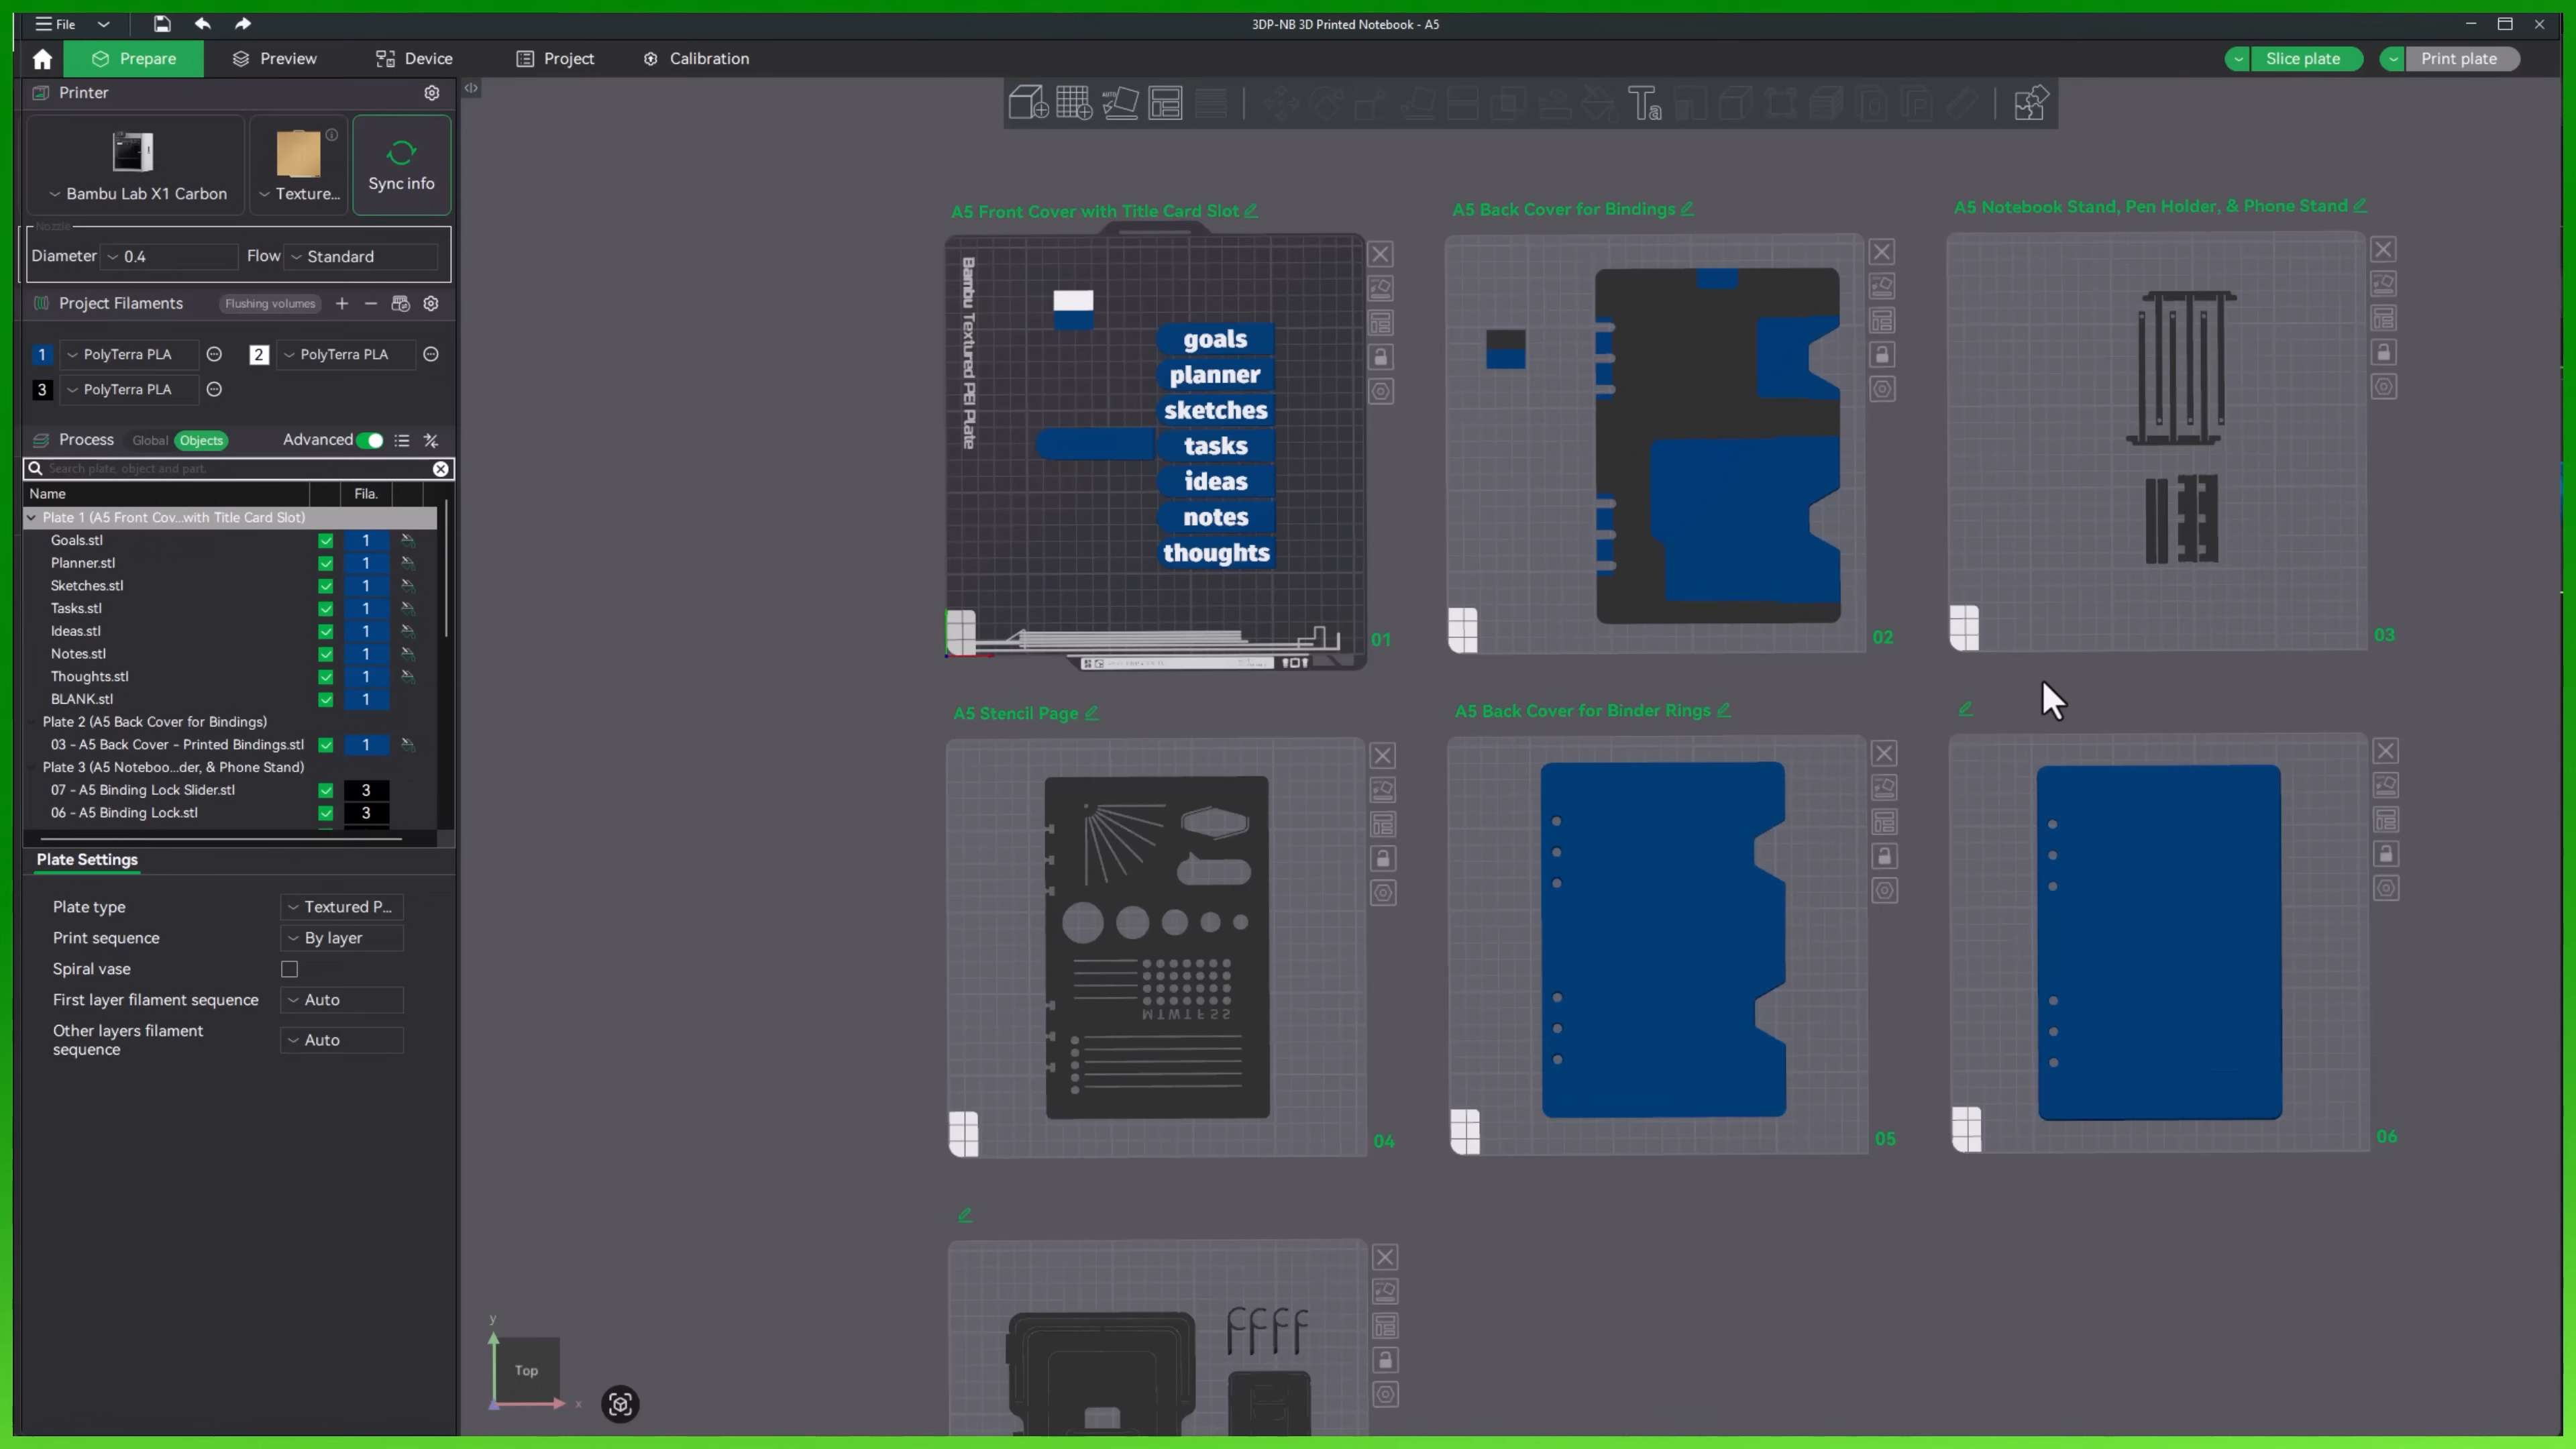 File
3DP-NB 3D Printed Notebook - A5
Prepare
Preview
Device
Project
Calibration
Slice plate
Print plate
Printer
Bambu Lab X1 Carbon
Texture...
Sync info
Nozzle
Diameter
0.4
Flow
Standard
Project Filaments
Flushing volumes
1
PolyTerra PLA
2
PolyTerra PLA
3
PolyTerra PLA
Process
Global
Objects
Advanced
Search plate, object and part.
Name
Fila.
Plate 1 (A5 Front Cov...with Title Card Slot)
Goals.stl
1
Planner.stl
1
Sketches.stl
1
Tasks.stl
1
Ideas.stl
1
Notes.stl
1
Thoughts.stl
1
BLANK.stl
1
Plate 2 (A5 Back Cover for Bindings)
03 - A5 Back Cover - Printed Bindings.stl
1
Plate 3 (A5 Noteboo...der, & Phone Stand)
07 - A5 Binding Lock Slider.stl
3
06 - A5 Binding Lock.stl
3
Plate Settings
Plate type
Textured P...
Print sequence
By layer
Spiral vase
First layer filament sequence
Auto
Other layers filament
sequence
Auto
AUTO
Ta
A5 Front Cover with Title Card Slot
Bambu Textured PEI Plate
goals
planner
sketches
tasks
ideas
notes
thoughts
01
A5 Back Cover for Bindings
02
A5 Notebook Stand, Pen Holder, & Phone Stand
03
A5 Stencil Page
MTWTFSS
04
A5 Back Cover for Binder Rings
05
06
y
Top
x